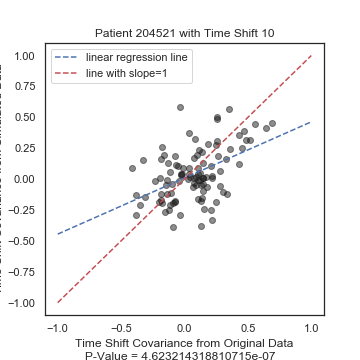 Patient 204521 with Time Shift 10
linear regression line
line with slope=1
1.00
0.75
0.50
0.25
0.00
−0.25
−0.50
−0.75
−1.00
−1.0
−0.5
0.0
0.5
1.0
Time Shift Covariance from Original Data
P-Value = 4.623214318810715e-07